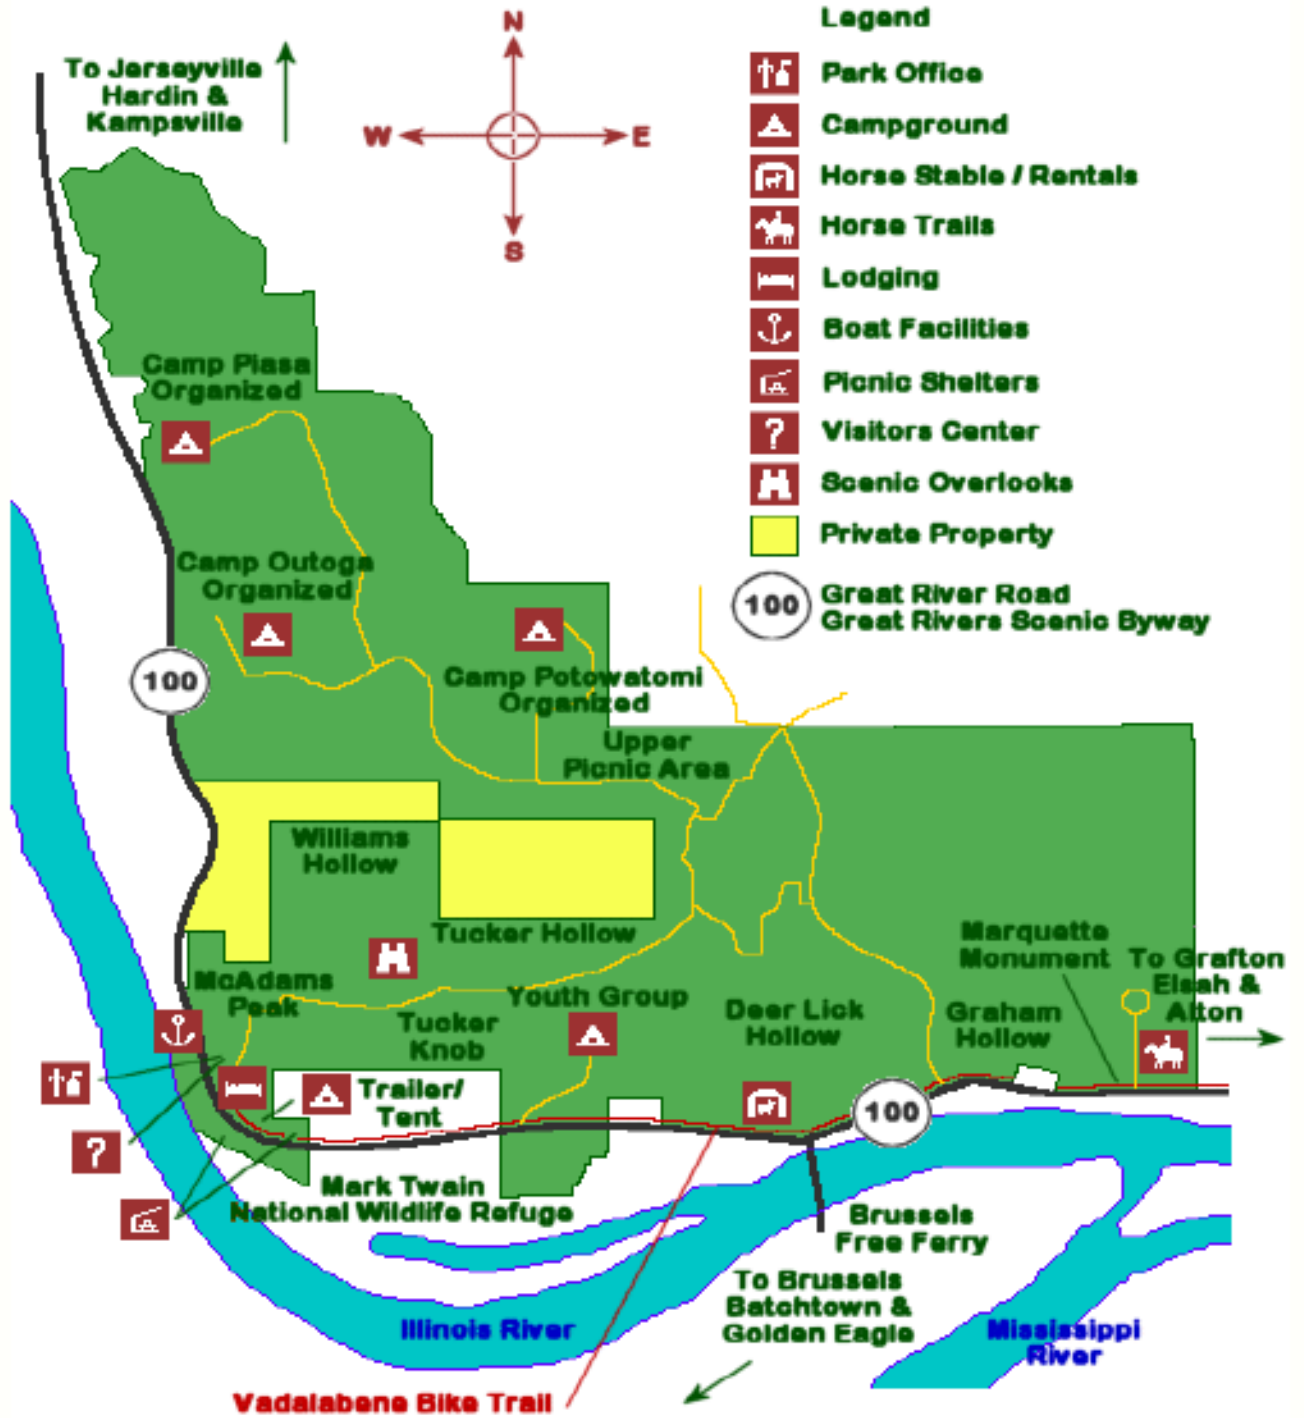 N
W
E
S
To Jerseyville
Hardin &
Kampsville
Legend
Park Office
Campground
Horse Stable / Rentals
Horse Trails
Lodging
Boat Facilities
Picnic Shelters
?
Visitors Center
Scenic Overlooks
Private Property
100
Great River Road
Great Rivers Scenic Byway
Camp Piasa
Organized
Camp Outoga
Organized
100
Camp Potowatomi
Organized
Upper
Picnic Area
Williams
Hollow
Tucker Hollow
McAdams
Peak
Youth Group
Tucker
Knob
Deer Lick
Hollow
Marquette
Monument
To Grafton
Elsah &
Alton
Graham
Hollow
Trailer/
Tent
100
?
Mark Twain
National Wildlife Refuge
Brussels
Free Ferry
To Brussels
Batchtown &
Golden Eagle
Illinois River
Mississippi
River
Vadalabene Bike Trail